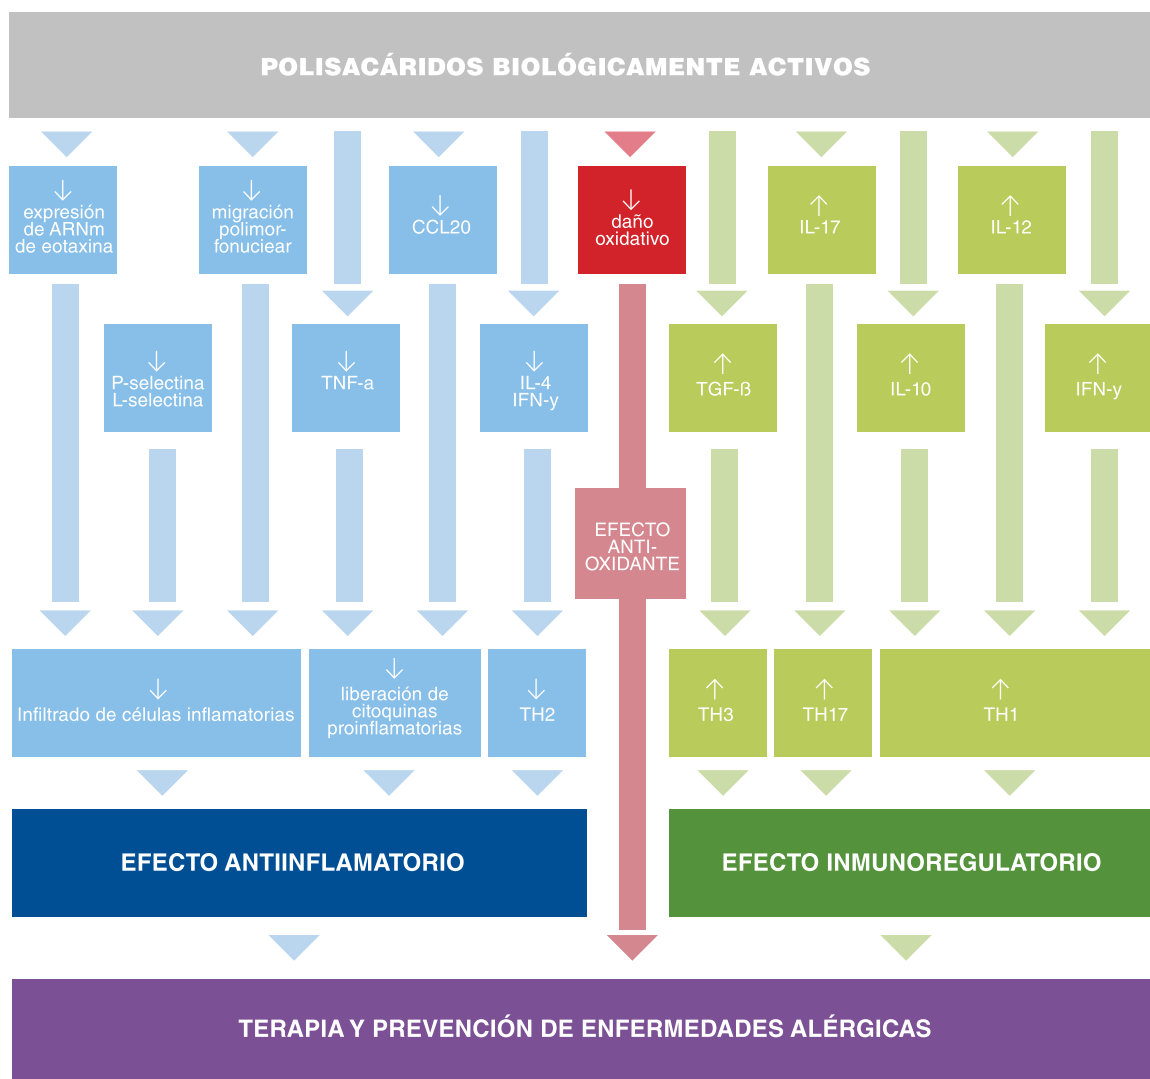 POLISACÁRIDOS BIOLÓGICAMENTE ACTIVOS
↓
expresión
de ARNm
de eotaxina
↓
migración
polimor-
fonuciear
↓
CCL20
↓
daño
oxidativo
↑
IL-17
↑
IL-12
↓
P-selectina
L-selectina
↓
TNF-a
↓
IL-4
IFN-y
↑
TGF-ß
↑
IL-10
↑
IFN-y
EFECTO
ANTI-
OXIDANTE
↓
Infiltrado de células inflamatorias
↓
liberación de
citoquinas
proinflamatorias
↓
TH2
↑
TH3
↑
TH17
↑
TH1
EFECTO ANTIINFLAMATORIO
EFECTO INMUNOREGULATORIO
TERAPIA Y PREVENCIÓN DE ENFERMEDADES ALÉRGICAS